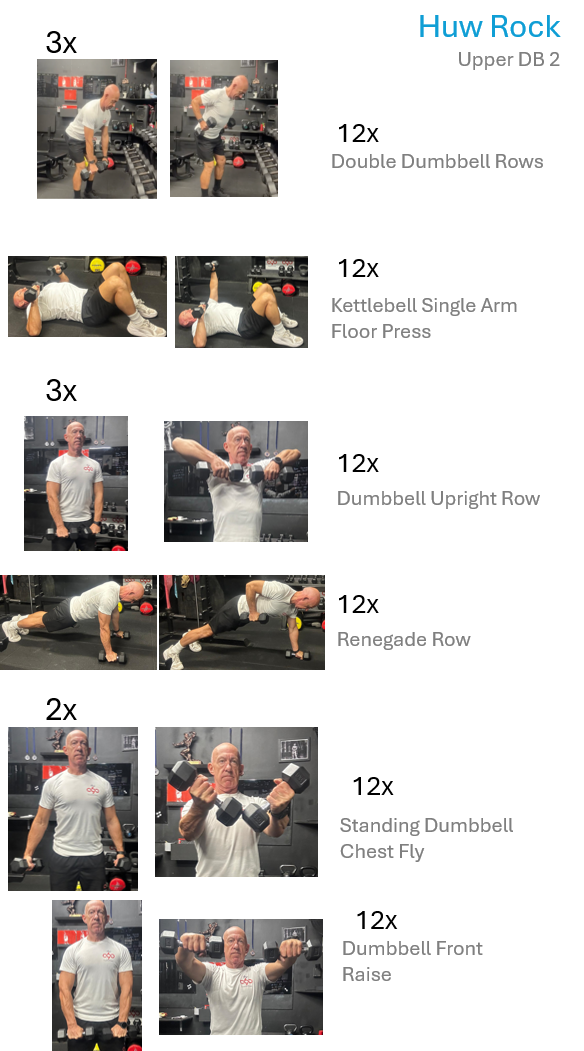 Huw Rock
Upper DB 2
3x
12x
Double Dumbbell Rows
12x
Kettlebell Single Arm
Floor Press
3x
12x
Dumbbell Upright Row
12x
Renegade Row
2x
12x
Standing Dumbbell
Chest Fly
12x
Dumbbell Front
Raise